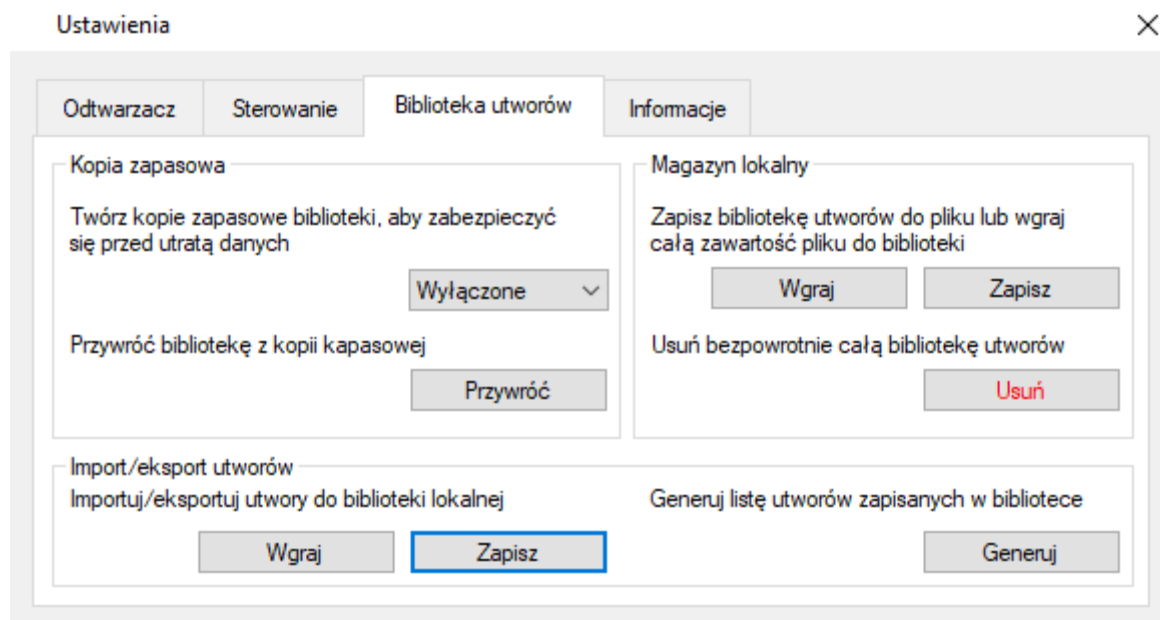 Ustawienia
Odtwarzacz
Sterowanie
Biblioteka utworów
Informacje
Kopia zapasowa
Twórz kopie zapasowe biblioteki, aby zabezpieczyć
się przed utratą danych
Wyłączone
Przywróć bibliotekę z kopii kapasowej
Przywróć
Magazyn lokalny
Zapisz bibliotekę utworów do pliku lub wgraj
całą zawartość pliku do biblioteki
Wgraj
Zapisz
Usuń bezpowrotnie całą bibliotekę utworów
Usuń
Import/eksport utworów
Importuj/eksportuj utwory do biblioteki lokalnej
Wgraj
Zapisz
Generuj listę utworów zapisanych w bibliotece
Generuj